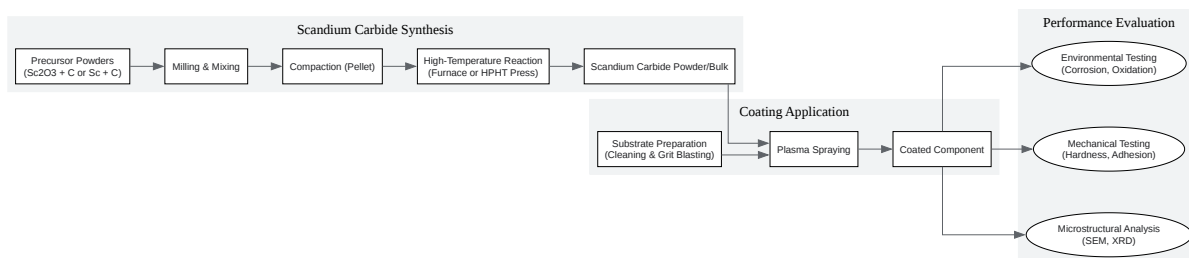 Scandium Carbide Synthesis
Precursor Powders
(Sc2O3 + C or Sc + C)
Milling & Mixing
Compaction (Pellet)
High-Temperature Reaction
(Furnace or HPHT Press)
Scandium Carbide Powder/Bulk
Coating Application
Substrate Preparation
(Cleaning & Grit Blasting)
Plasma Spraying
Coated Component
Performance Evaluation
Environmental Testing
(Corrosion, Oxidation)
Mechanical Testing
(Hardness, Adhesion)
Microstructural Analysis
(SEM, XRD)